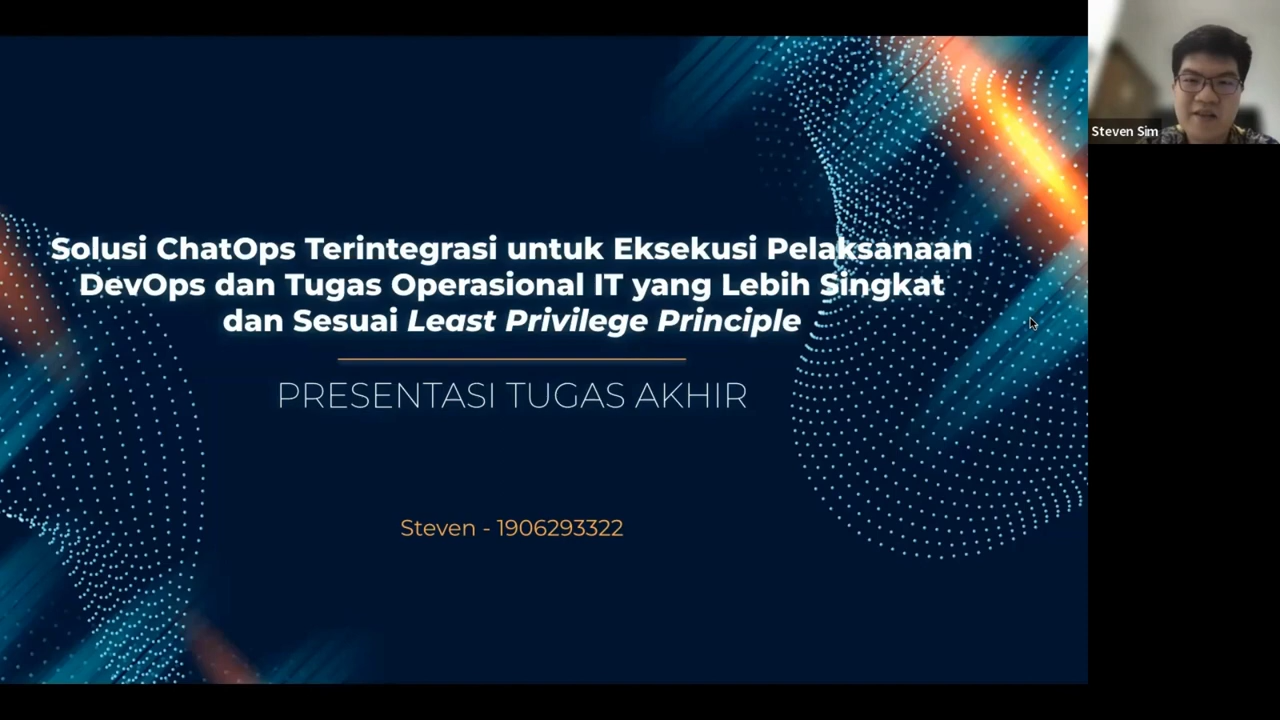 Solusi ChatOps Terintegrasi untuk Eksekusi Pelaksanaan
DevOps dan Tugas Operasional IT yang Lebih Singkat
dan Sesuai Least Privilege Principle
PRESENTASI TUGAS AKHIR
Steven - 1906293322
Steven Sim